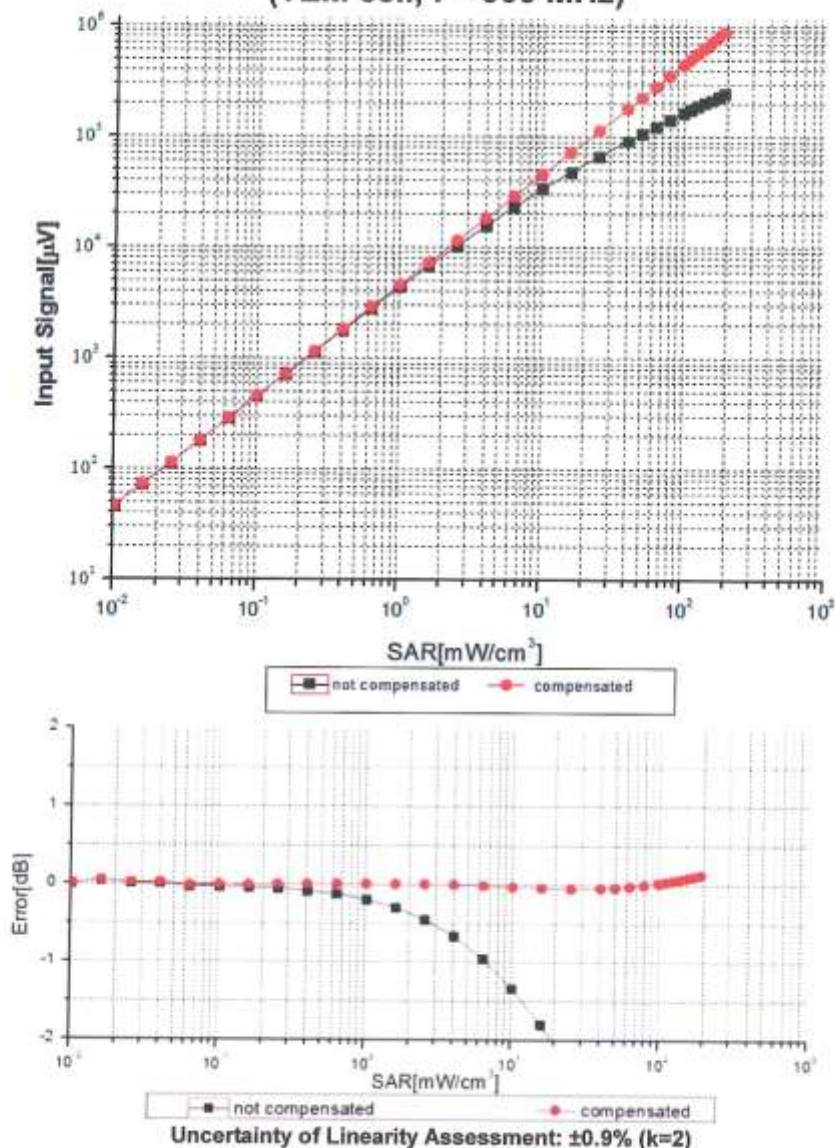 10⁶
10⁵
10⁴
10³
10²
10¹
Input Signal[µV]
10⁻² 10⁻¹ 10⁰ 10¹ 10² 10³
SAR[mW/cm³]
not compensated compensated
2
1
0
-1
-2
Error[dB]
SAR[mW/cm³]
not compensated compensated
Uncertainty of Linearity Assessment: ±0.9% (k=2)